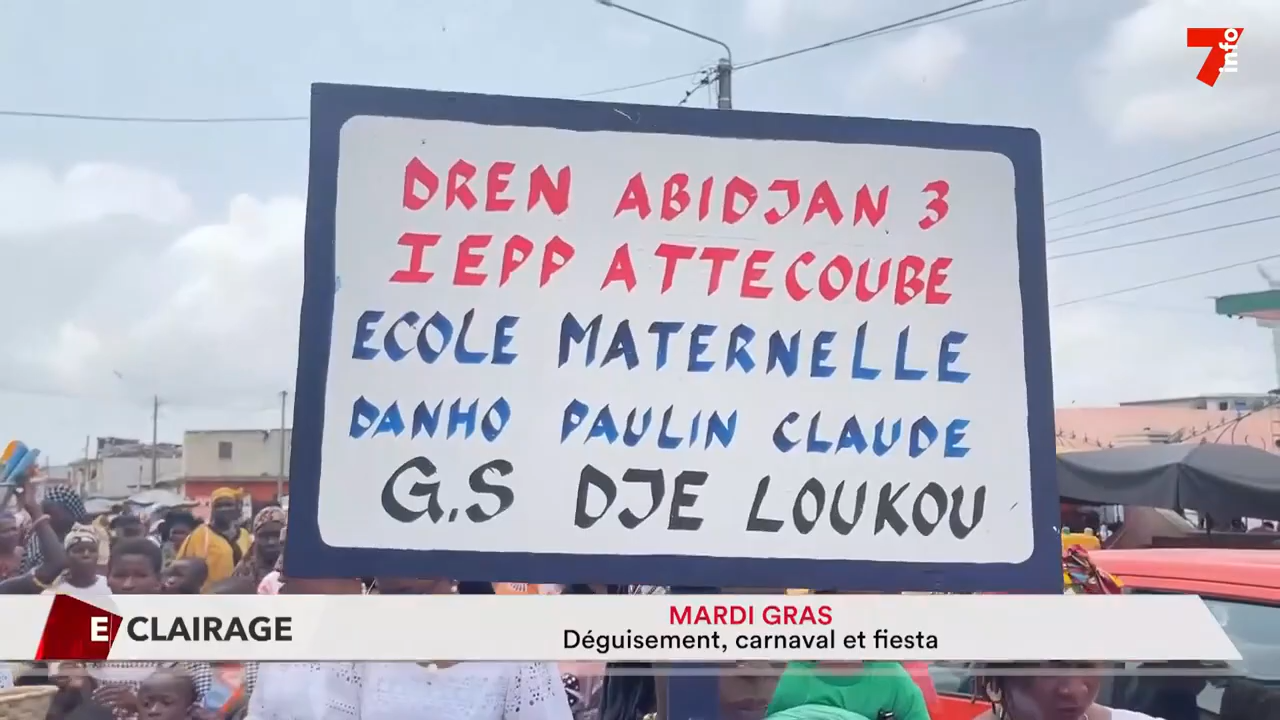 7info
DREN ABIDJAN 3
IEPP ATTECOUBE
ECOLE MATERNELLE
DANHO PAULIN CLAUDE
G.S DJE LOUKOU
ECLAIRAGE
MARDI GRAS
Déguisement, carnaval et fiesta